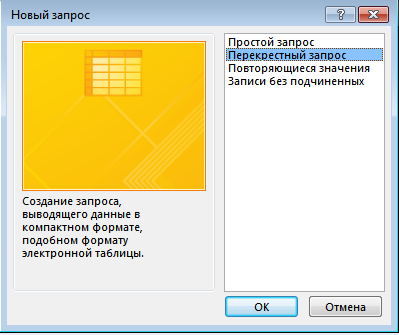 Новый запрос
Простой запрос
Перекрестный запрос
Повторяющиеся значения
Записи без подчиненных
Создание запроса,
выводящего данные в
компактном формате,
подобном формату
электронной таблицы.
ОК
Отмена